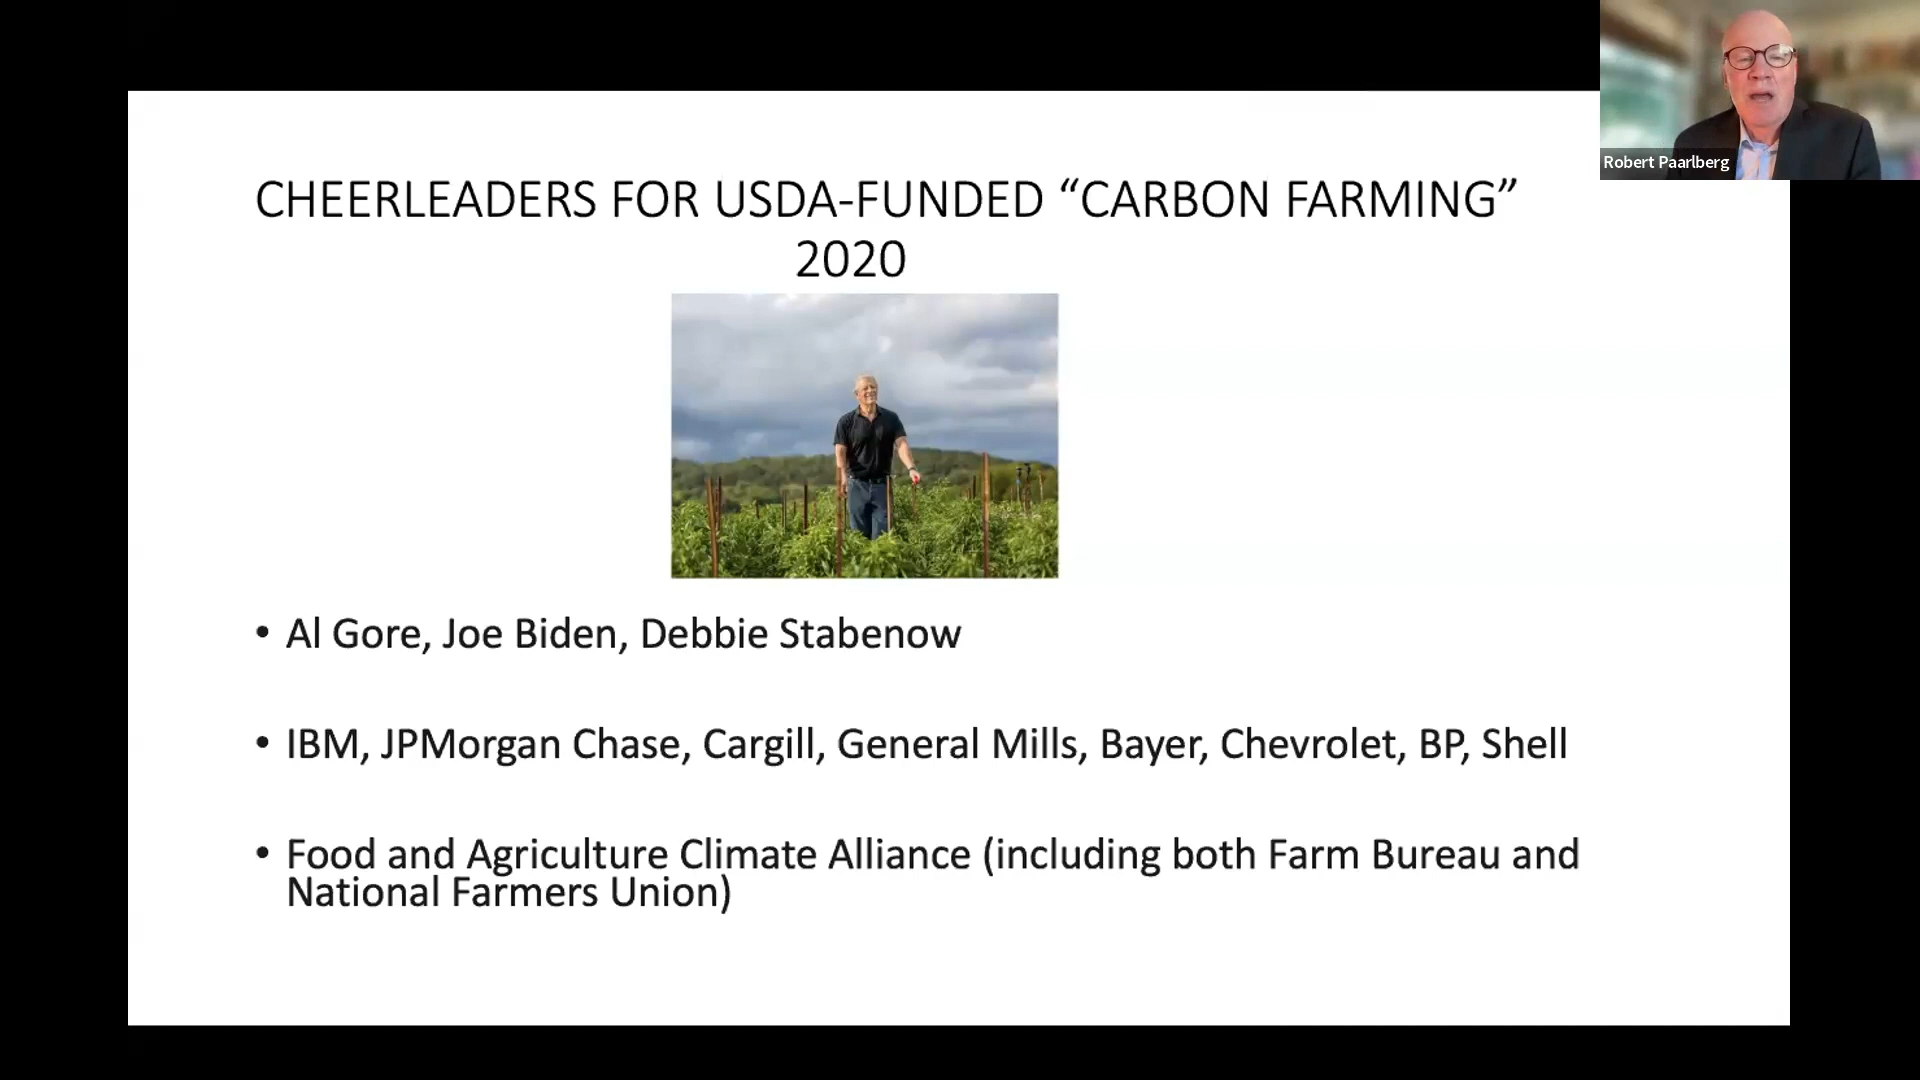 CHEERLEADERS FOR USDA-FUNDED “CARBON FARMING”
2020
• Al Gore, Joe Biden, Debbie Stabenow
• IBM, JPMorgan Chase, Cargill, General Mills, Bayer, Chevrolet, BP, Shell
• Food and Agriculture Climate Alliance (including both Farm Bureau and
National Farmers Union)
Robert Paarlberg